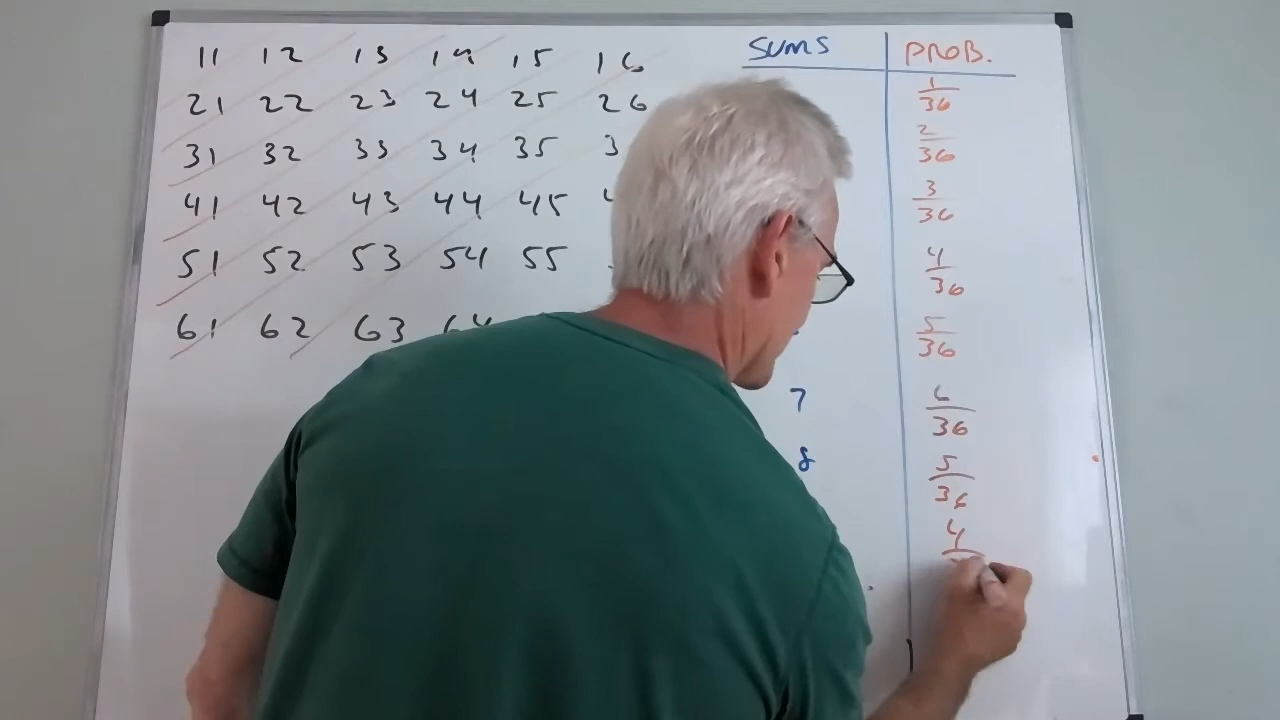 11 12 13 14 15 16 SUMS PROB.
21 22 23 24 25 26 1/36
31 32 33 34 35 3 2/36
41 42 43 44 45 3/36
51 52 53 54 55 4/36
61 62 63 64 5/36
7 6/36
8 5/36
4